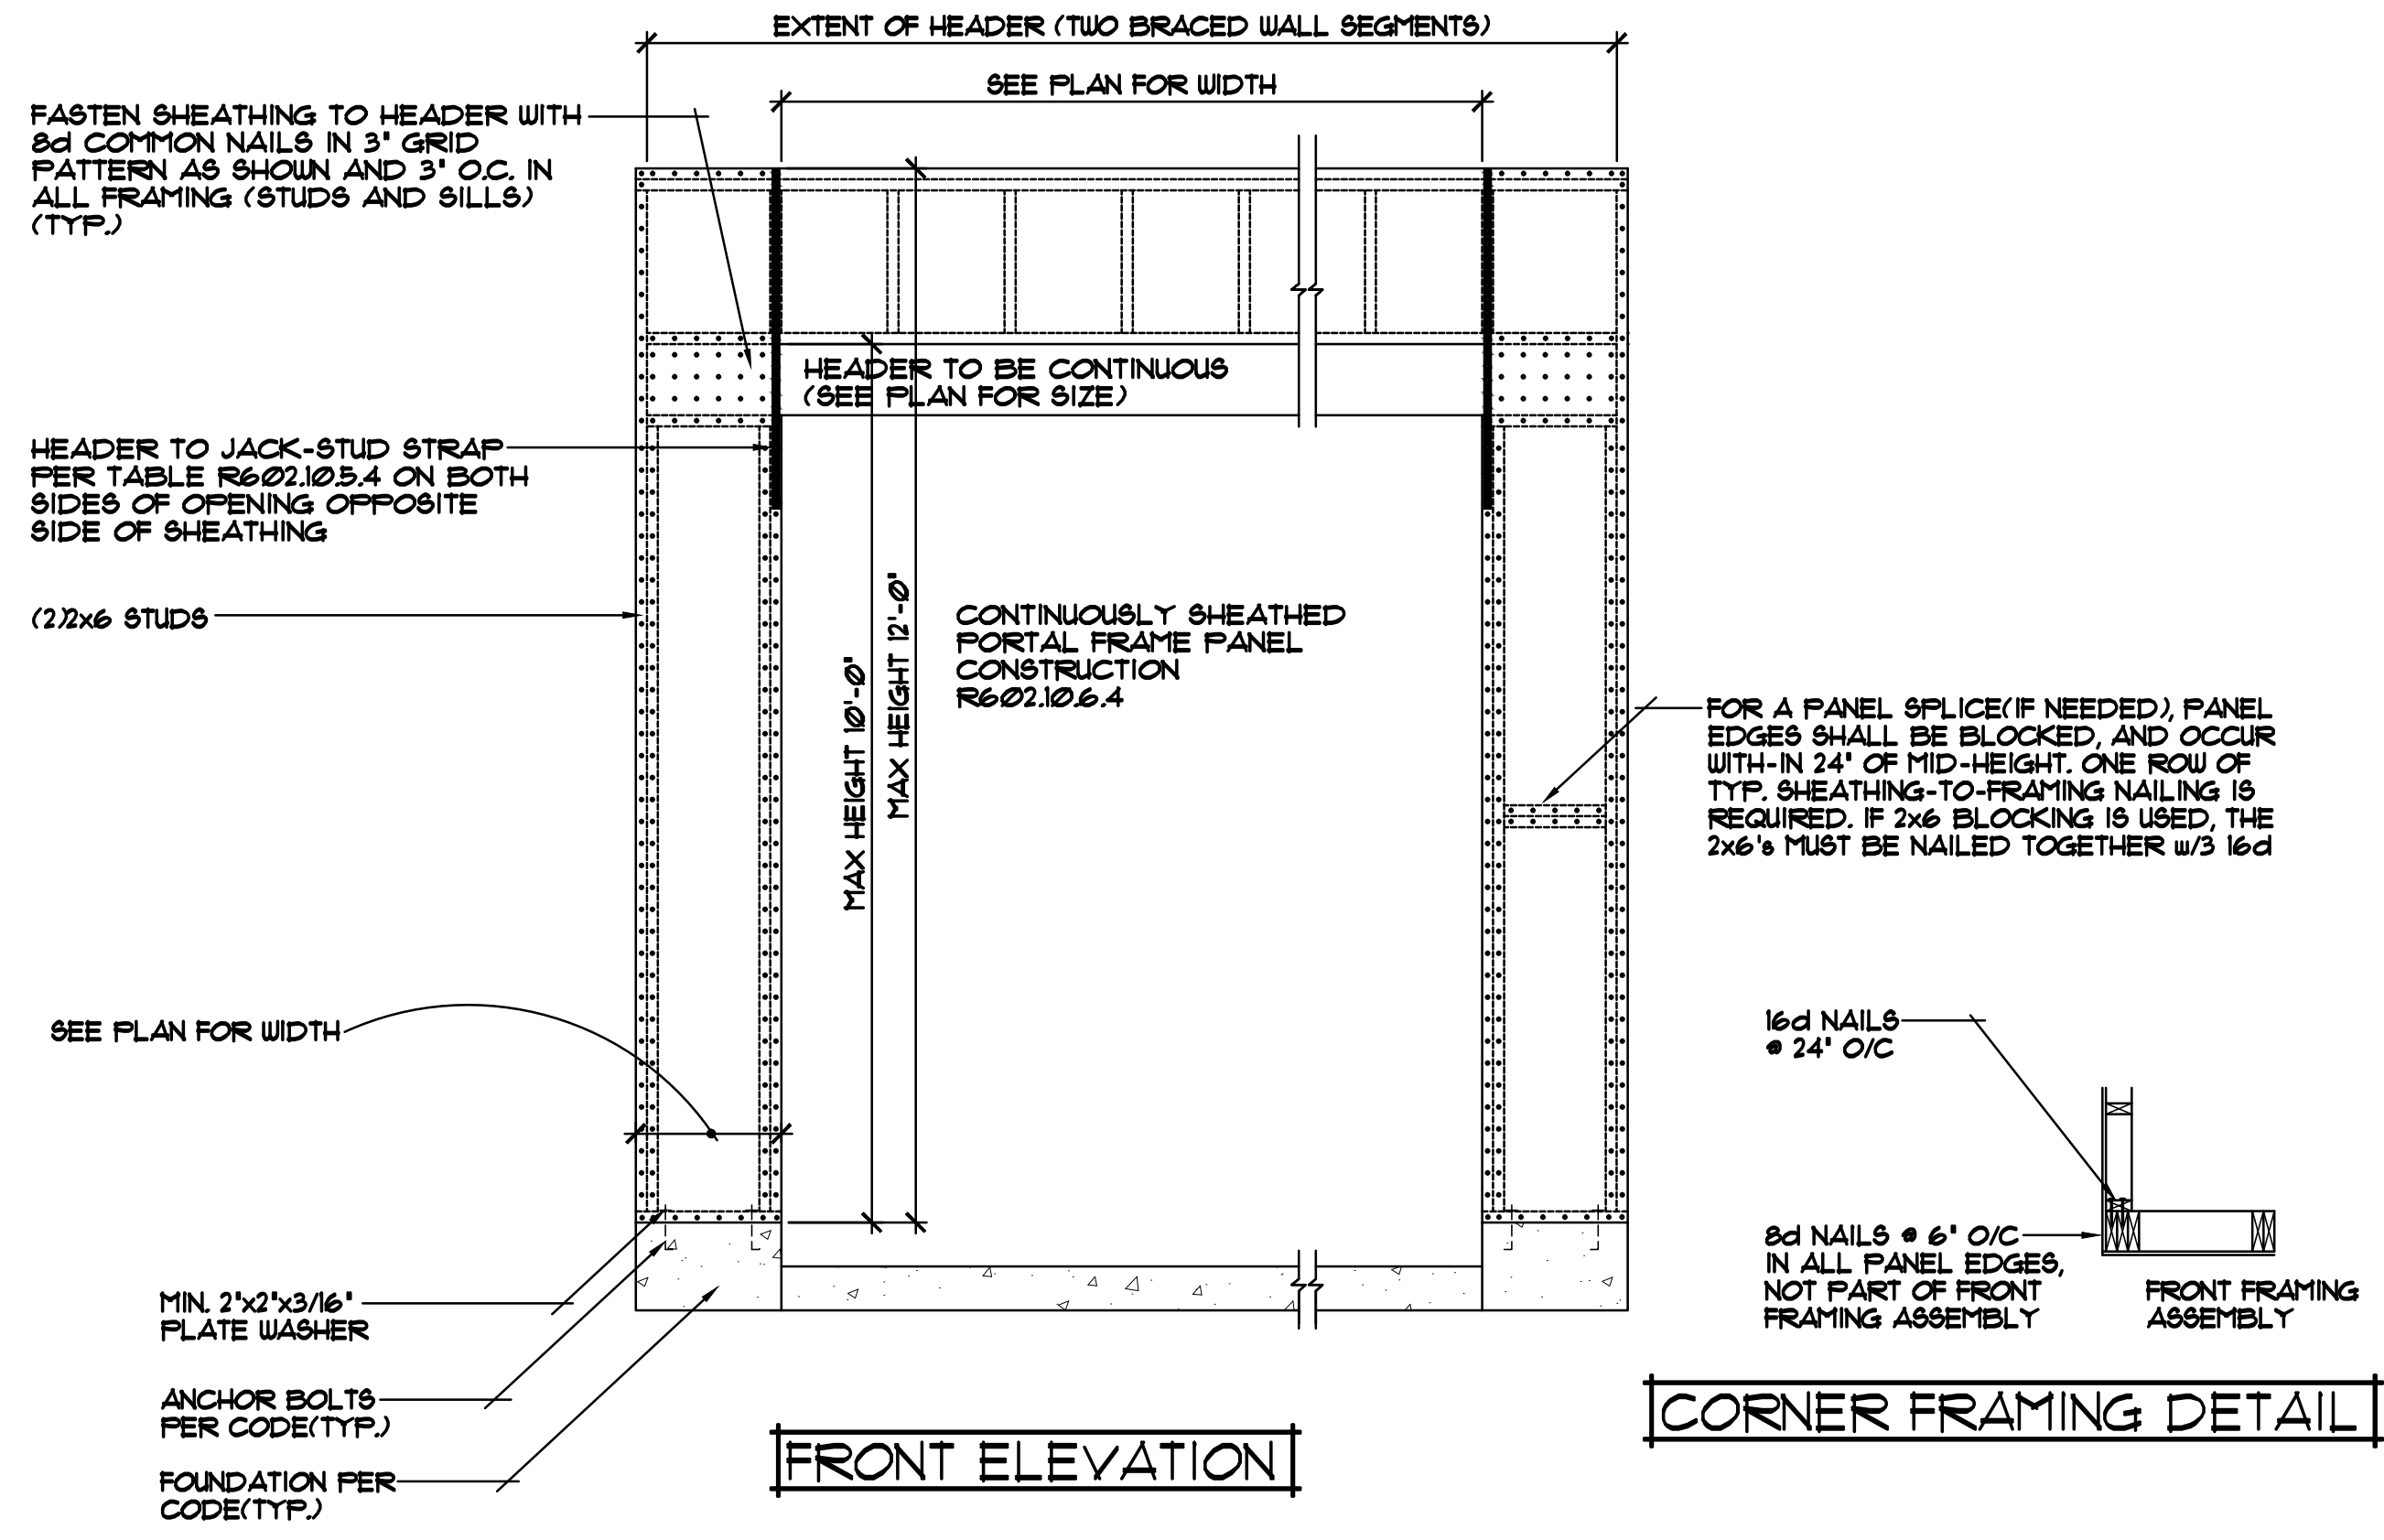 EXTENT OF HEADER (TWO BRACED WALL SEGMENTS)
SEE PLAN FOR WIDTH
FASTEN SHEATHING TO HEADER WITH
8d COMMON NAILS IN 3" GRID
PATTERN AS SHOWN AND 3" O.C. IN
ALL FRAMING (STUDS AND SILLS)
(TYP.)
HEADER TO BE CONTINUOUS
(SEE PLAN FOR SIZE)
HEADER TO JACK-STUD STRAP
PER TABLE R602.10.5.4 ON BOTH
SIDES OF OPENING OPPOSITE
SIDE OF SHEATHING
(2)2x6 STUDS
MAX HEIGHT 10'-0"
MAX HEIGHT 12'-0"
CONTINUOUSLY SHEATHED
PORTAL FRAME PANEL
CONSTRUCTION
R602.10.6.4
FOR A PANEL SPLICE(IF NEEDED), PANEL
EDGES SHALL BE BLOCKED, AND OCCUR
WITH-IN 24" OF MID-HEIGHT. ONE ROW OF
TYP. SHEATHING-TO-FRAMING NAILING IS
REQUIRED. IF 2x6 BLOCKING IS USED, THE
2x6's MUST BE NAILED TOGETHER w/3 16d
SEE PLAN FOR WIDTH
16d NAILS
@ 24" O/C
8d NAILS @ 6" O/C
IN ALL PANEL EDGES,
NOT PART OF FRONT
FRAMING ASSEMBLY
FRONT FRAMING
ASSEMBLY
MIN. 2"x2"x3/16"
PLATE WASHER
ANCHOR BOLTS
PER CODE(TYP.)
FOUNDATION PER
CODE(TYP.)
FRONT ELEVATION
CORNER FRAMING DETAIL